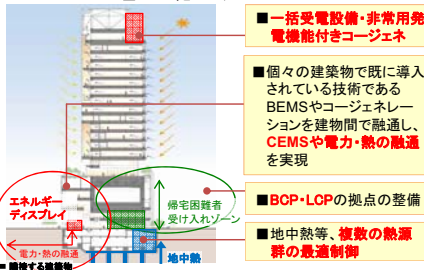 ■一括受電設備・非常用発
電機能付きコージェネ
■個々の建築物で既に導入
されている技術である
BEMSやコージェネレー
ションを建物間で融通し、
CEMSや電力・熱の融通
を実現
エネルギー
ディスプレイ
帰宅困難者
受け入れゾーン
■BCP・LCPの拠点の整備
■地中熱等、複数の熱源
群の最適制御
電力・熱の融通
地中熱
■ 隣接する建築物